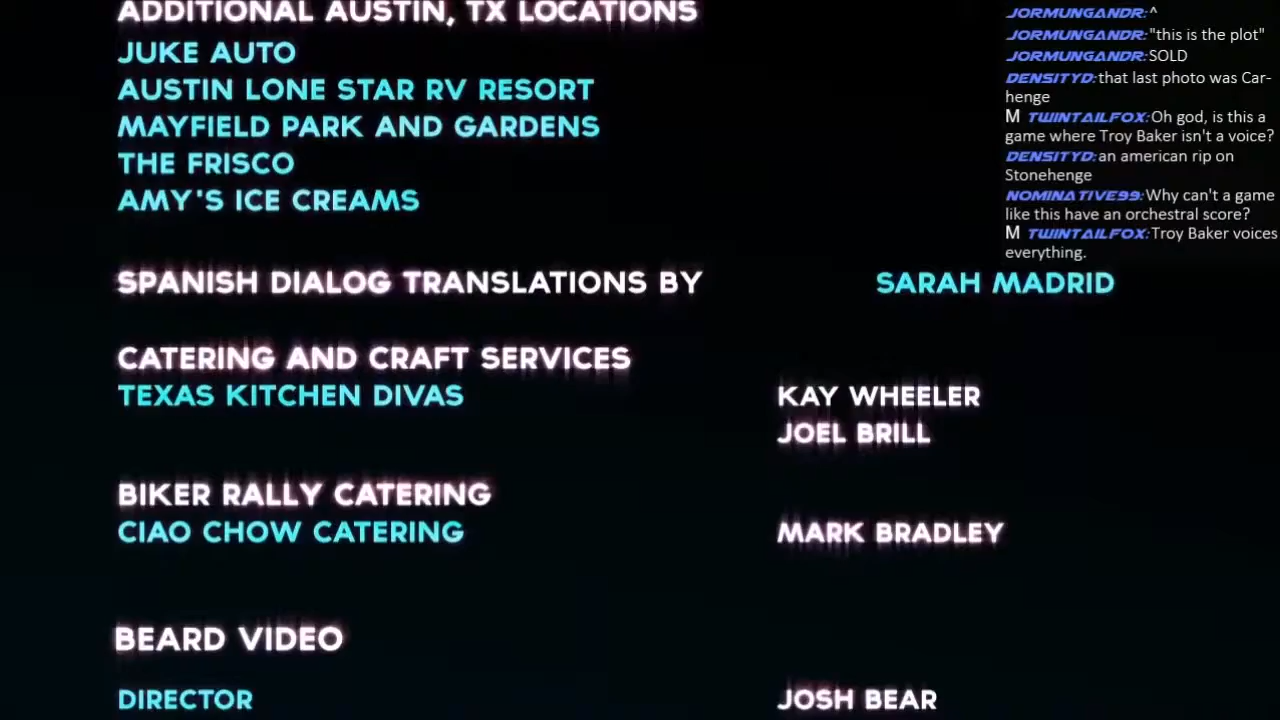 ADDITIONAL AUSTIN, TX LOCATIONS
JUKE AUTO
AUSTIN LONE STAR RV RESORT
MAYFIELD PARK AND GARDENS
THE FRISCO
AMY'S ICE CREAMS
SPANISH DIALOG TRANSLATIONS BY SARAH MADRID
CATERING AND CRAFT SERVICES
TEXAS KITCHEN DIVAS KAY WHEELER
JOEL BRILL
BIKER RALLY CATERING
CIAO CHOW CATERING MARK BRADLEY
BEARD VIDEO
DIRECTOR JOSH BEAR
JORMUNGANDR:^
JORMUNGANDR:"this is the plot"
JORMUNGANDR:SOLD
DENSITYD:that last photo was Car-
henge
M TWINTAILFOX:Oh god, is this a
game where Troy Baker isn't a voice?
DENSITYD:an american rip on
Stonehenge
NOMINATIVE99:Why can't a game
like this have an orchestral score?
M TWINTAILFOX:Troy Baker voices
everything.